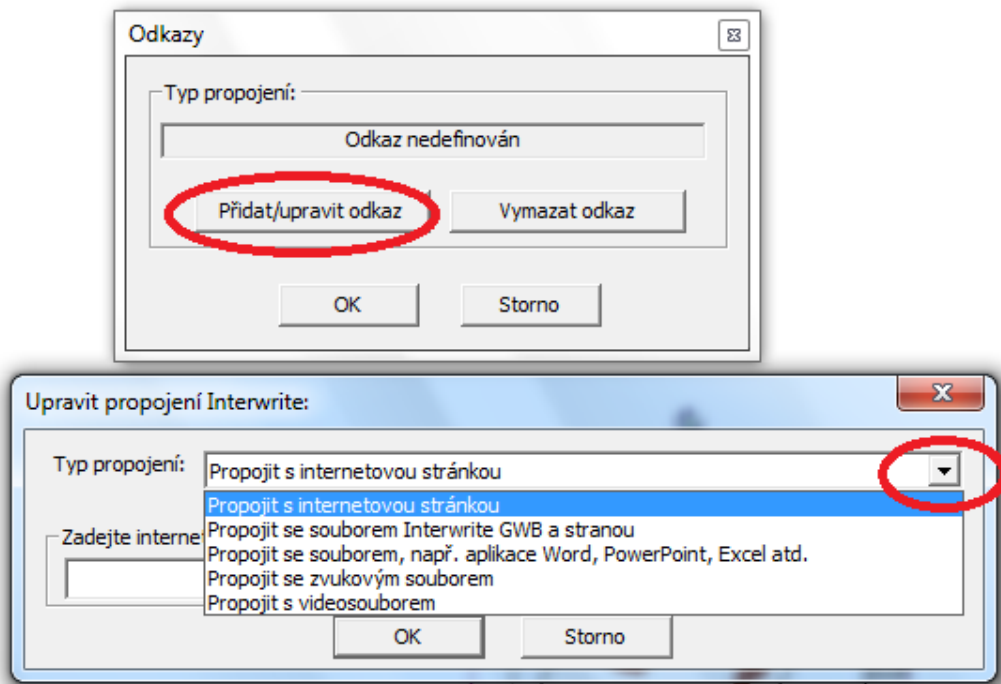 Odkazy
Typ propojení:
Odkaz nedefinován
Přidat/upravit odkaz
Vymazat odkaz
OK
Storno
Upravit propojení Interwrite:
Typ propojení:
Propojit s internetovou stránkou
Propojit s internetovou stránkou
Propojit se souborem Interwrite GWB a stranou
Propojit se souborem, např. aplikace Word, PowerPoint, Excel atd.
Propojit se zvukovým souborem
Propojit s videosouborem
Zadejte
OK
Storno